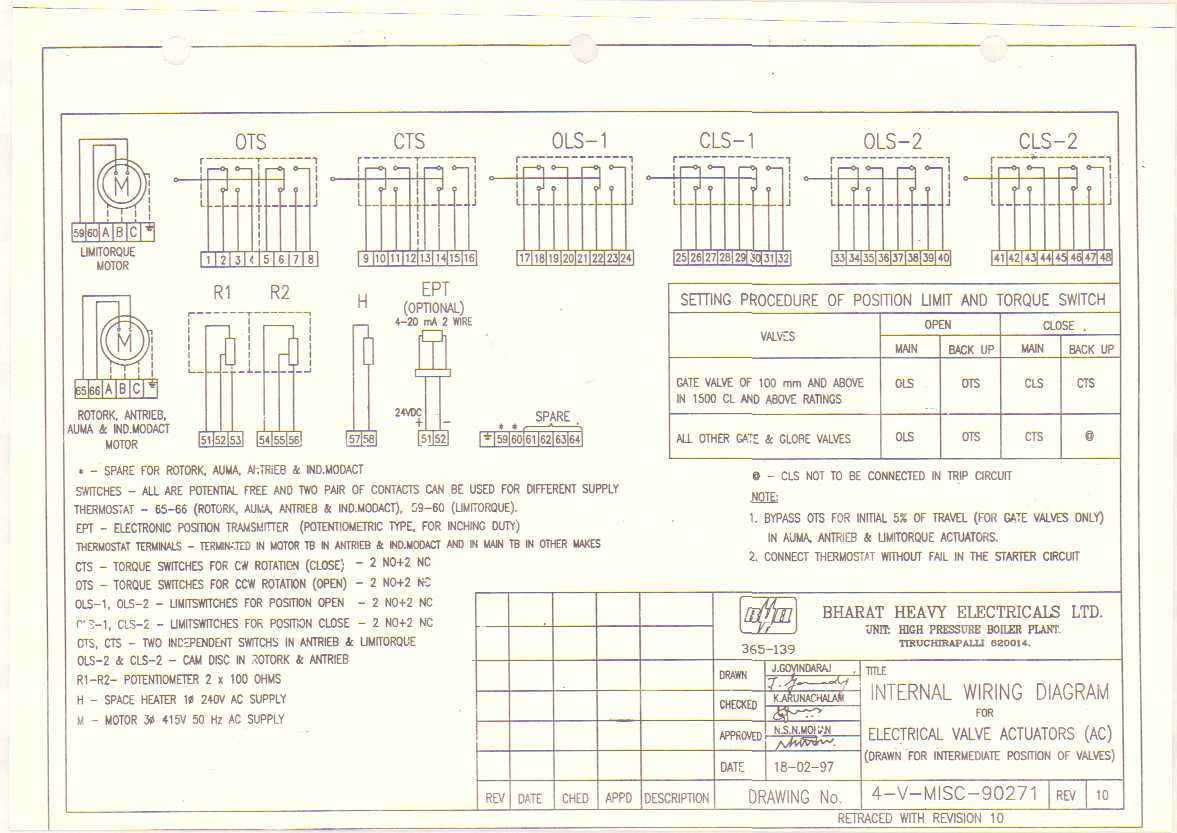 OTS CTS OLS-1 CLS-1 OLS-2 CLS-2
M
59 60 A B C
1 2 3 4 5 6 7 8
9 10 11 12 13 14 15 16
17 18 19 20 21 22 23 24
25 26 27 28 29 30 31 32
33 34 35 36 37 38 39 40
41 42 43 44 45 46 47 48
LIMITORQUE
MOTOR
M
65 66 A B C
ROTORK, ANTRIEB,
AUMA & IND.MODACT
MOTOR
R1 R2
51 52 53 54 55 56
H
57 58
EPT
(OPTIONAL)
4-20 mA 2 WIRE
24VDC
+ -
51 52
SPARE
* *
59 60 61 62 63 64
SETTING PROCEDURE OF POSITION LIMIT AND TORQUE SWITCH
VALVES OPEN CLOSE
MAIN BACK UP MAIN BACK UP
GATE VALVE OF 100 mm AND ABOVE
IN 1500 CL AND ABOVE RATINGS
OLS OTS CLS CTS
ALL OTHER GATE & GLORE VALVES OLS OTS CTS @
@ - CLS NOT TO BE CONNECTED IN TRIP CIRCUIT
NOTE:
1. BYPASS OTS FOR INITIAL 5% OF TRAVEL (FOR GATE VALVES ONLY)
IN AUMA, ANTRIEB & LIMITORQUE ACTUATORS.
2. CONNECT THERMOSTAT WITHOUT FAIL IN THE STARTER CIRCUIT
* - SPARE FOR ROTORK, AUMA, ANTRIEB & IND.MODACT
SWITCHES - ALL ARE POTENTIAL FREE AND TWO PAIR OF CONTACTS CAN BE USED FOR DIFFERENT SUPPLY
THERMOSTAT - 65-66 (ROTORK, AUMA, ANTRIEB & IND.MODACT), 59-60 (LIMITORQUE).
EPT - ELECTRONIC POSITION TRAMSMITTER (POTENTIOMETRIC TYPE, FOR INCHING DUTY)
THERMOSTAT TERMINALS - TERMINATED IN MOTOR TB IN ANTRIEB & IND.MODACT AND IN MAIN TB IN OTHER MAKES
CTS - TORQUE SWITCHES FOR CW ROTATION (CLOSE) - 2 NO+2 NC
OTS - TORQUE SWITCHES FOR CCW ROTATION (OPEN) - 2 NO+2 NC
OLS-1, OLS-2 - LIMITSWITCHES FOR POSITION OPEN - 2 NO+2 NC
CLS-1, CLS-2 - LIMITSWITCHES FOR POSITION CLOSE - 2 NO+2 NC
OTS, CTS - TWO INDEPENDENT SWITCHS IN ANTRIEB & LIMITORQUE
OLS-2 & CLS-2 - CAM DISC IN ROTORK & ANTRIEB
R1-R2- POTENTIOMETER 2 x 100 OHMS
H - SPACE HEATER 1ø 240V AC SUPPLY
M - MOTOR 3ø 415V 50 Hz AC SUPPLY
365-139
BHARAT HEAVY ELECTRICALS LTD.
UNIT: HIGH PRESSURE BOILER PLANT.
TIRUCHIRAPALLI 620014.
DRAWN J.GOVINDARAJ
CHECKED K.ARUNACHALAM
APPROVED N.S.N.MOHAN
DATE 18-02-97
TITLE
INTERNAL WIRING DIAGRAM
FOR
ELECTRICAL VALVE ACTUATORS (AC)
(DRAWN FOR INTERMEDIATE POSITION OF VALVES)
REV DATE CHED APPD DESCRIPTION
DRAWING No. 4-V-MISC-90271 REV 10
RETRACED WITH REVISION 10